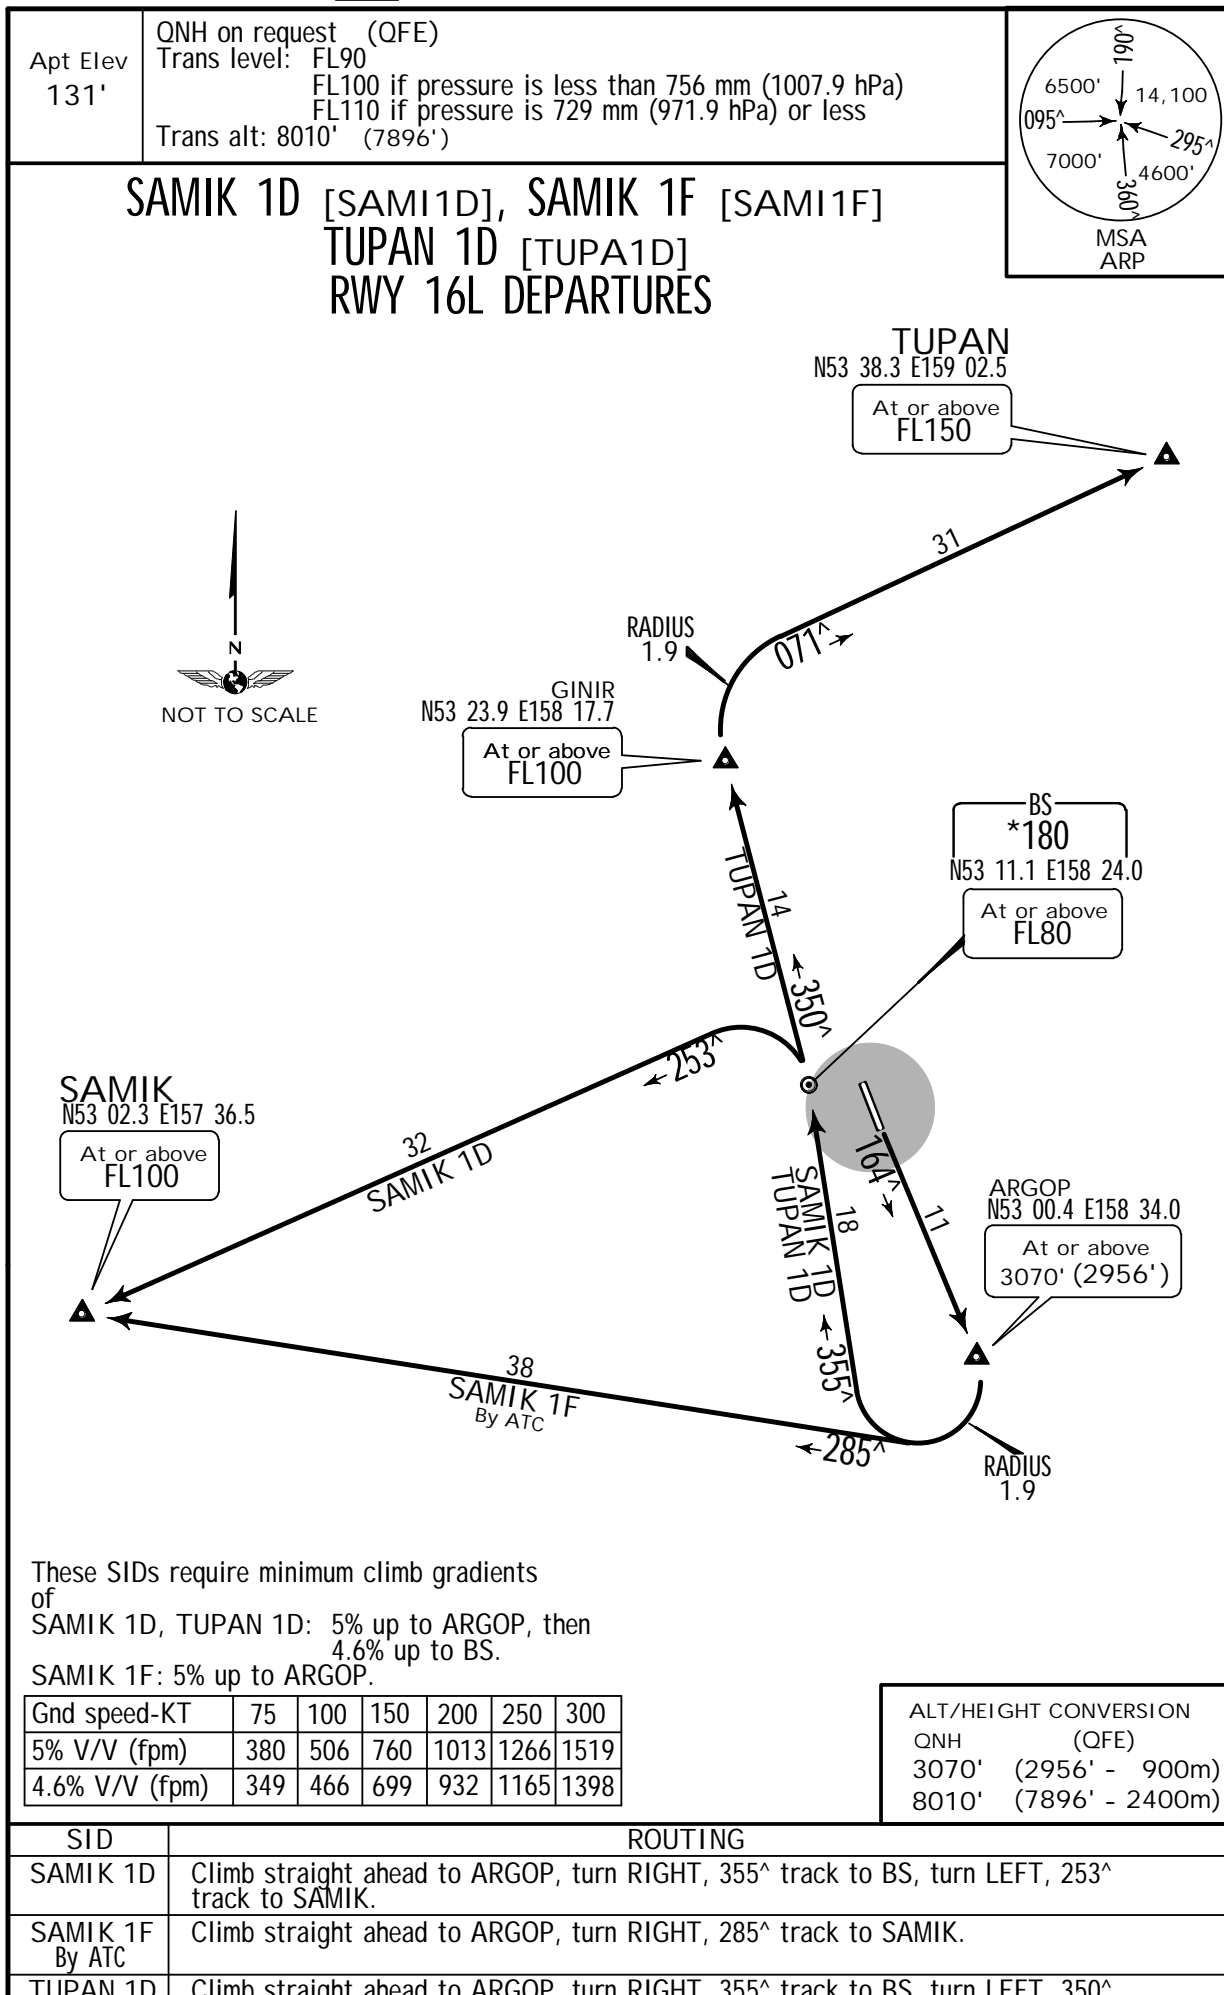 Apt Elev
131'
QNH on request (QFE)
Trans level: FL90
FL100 if pressure is less than 756 mm (1007.9 hPa)
FL110 if pressure is 729 mm (971.9 hPa) or less
Trans alt: 8010' (7896')
160^
6500'
14,100
095^
295^
7000'
4600'
360^
MSA
ARP
SAMIK 1D [SAMI1D], SAMIK 1F [SAMI1F]
TUPAN 1D [TUPA1D]
RWY 16L DEPARTURES
TUPAN
N53 38.3 E159 02.5
At or above
FL150
31
RADIUS
1.9
071^
N
NOT TO SCALE
GINIR
N53 23.9 E158 17.7
At or above
FL100
BS
*180
N53 11.1 E158 24.0
At or above
FL80
14
TUPAN 1D
350^
253^
SAMIK
N53 02.3 E157 36.5
At or above
FL100
32
SAMIK 1D
164^
11
SAMIK 1D
TUPAN 1D
18
355^
ARGOP
N53 00.4 E158 34.0
At or above
3070' (2956')
38
SAMIK 1F
By ATC
285^
RADIUS
1.9
These SIDs require minimum climb gradients
of
SAMIK 1D, TUPAN 1D: 5% up to ARGOP, then
4.6% up to BS.
SAMIK 1F: 5% up to ARGOP.
Gnd speed-KT 75 100 150 200 250 300
5% V/V (fpm) 380 506 760 1013 1266 1519
4.6% V/V (fpm) 349 466 699 932 1165 1398
ALT/HEIGHT CONVERSION
QNH (QFE)
3070' (2956' - 900m)
8010' (7896' - 2400m)
SID ROUTING
SAMIK 1D Climb straight ahead to ARGOP, turn RIGHT, 355^ track to BS, turn LEFT, 253^
track to SAMIK.
SAMIK 1F Climb straight ahead to ARGOP, turn RIGHT, 285^ track to SAMIK.
By ATC
TUPAN 1D Climb straight ahead to ARGOP, turn RIGHT, 355^ track to BS, turn LEFT, 350^